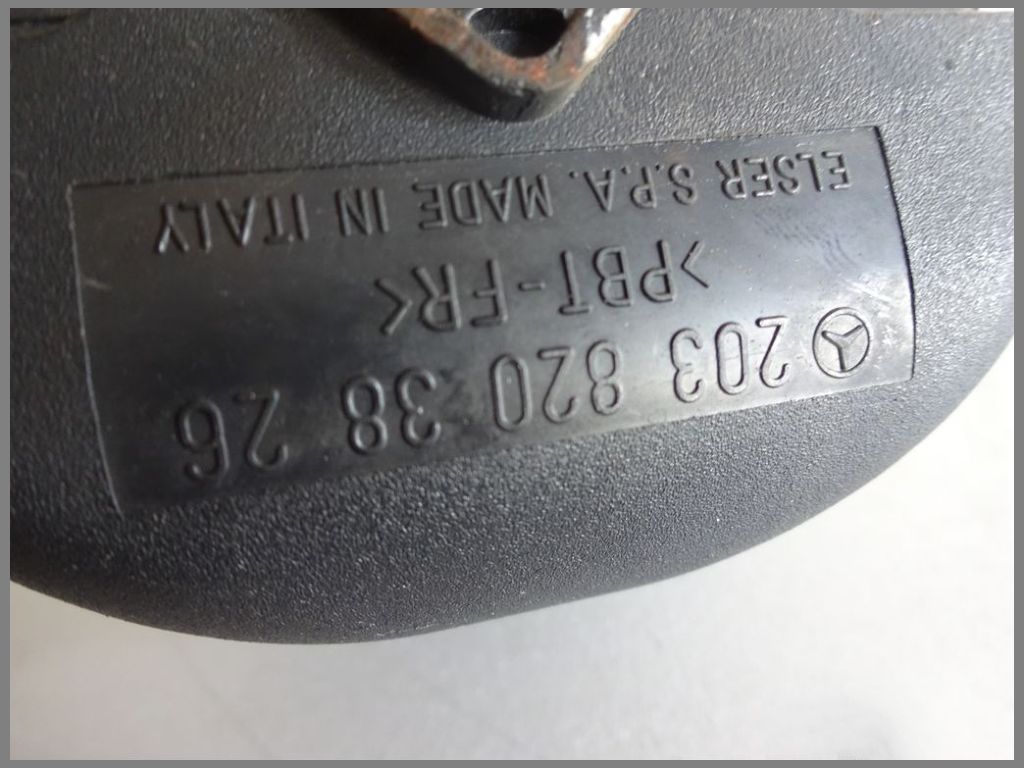 203 820 38 26
>PBT-FR<
ELSER S.P.A. MADE IN ITALY